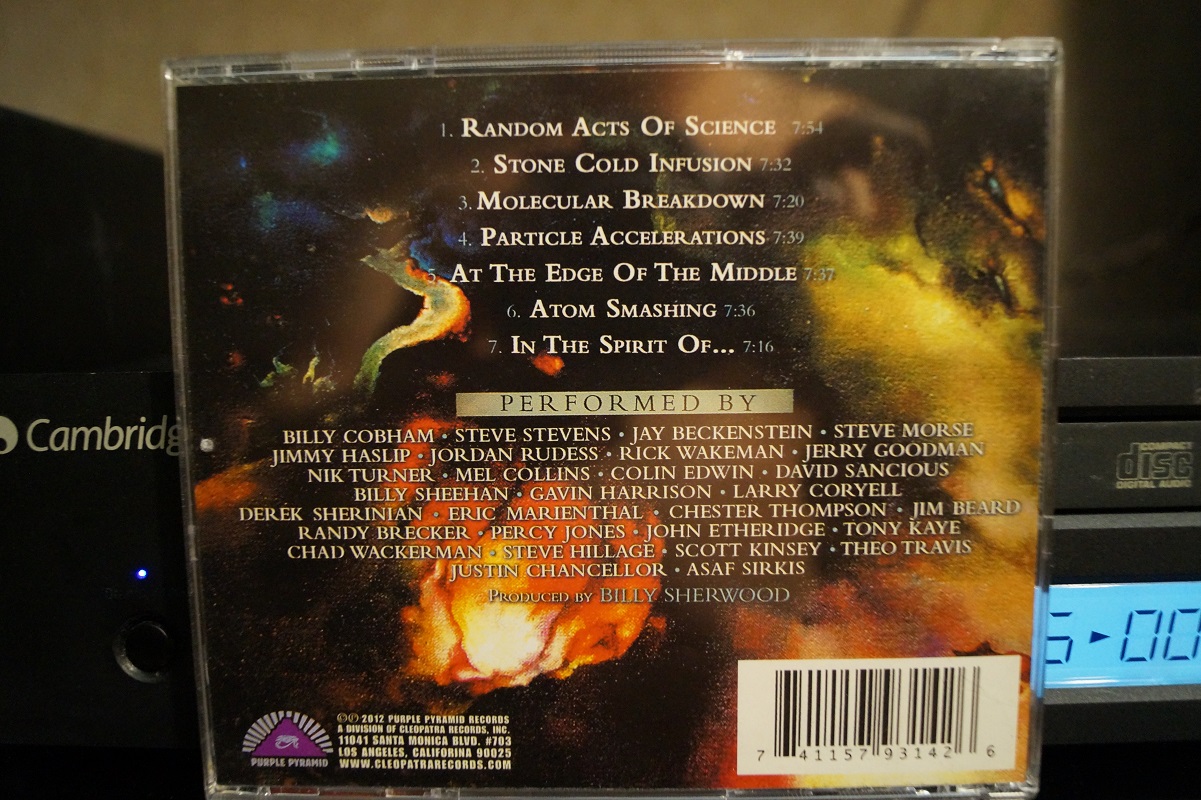 1. RANDOM ACTS OF SCIENCE 7:54
2. STONE COLD INFUSION 7:32
3. MOLECULAR BREAKDOWN 7:20
4. PARTICLE ACCELERATIONS 7:39
5. AT THE EDGE OF THE MIDDLE 7:37
6. ATOM SMASHING 7:36
7. IN THE SPIRIT OF... 7:16
PERFORMED BY
BILLY COBHAM • STEVE STEVENS • JAY BECKENSTEIN • STEVE MORSE
JIMMY HASLIP • JORDAN RUDESS • RICK WAKEMAN • JERRY GOODMAN
NIK TURNER • MEL COLLINS • COLIN EDWIN • DAVID SANCIOUS
BILLY SHEEHAN • GAVIN HARRISON • LARRY CORYELL
DEREK SHERINIAN • ERIC MARIENTHAL • CHESTER THOMPSON • JIM BEARD
RANDY BRECKER • PERCY JONES • JOHN ETHERIDGE • TONY KAYE
CHAD WACKERMAN • STEVE HILLAGE • SCOTT KINSEY • THEO TRAVIS
JUSTIN CHANCELLOR • ASAF SIRKIS
PRODUCED BY BILLY SHERWOOD
PURPLE PYRAMID
©℗ 2012 PURPLE PYRAMID RECORDS
A DIVISION OF CLEOPATRA RECORDS, INC.
11041 SANTA MONICA BLVD. #703
LOS ANGELES, CALIFORINA 90025
WWW.CLEOPATRARECORDS.COM
7 41157 93142 6
Cambridg
COMPACT
disc
DIGITAL AUDIO